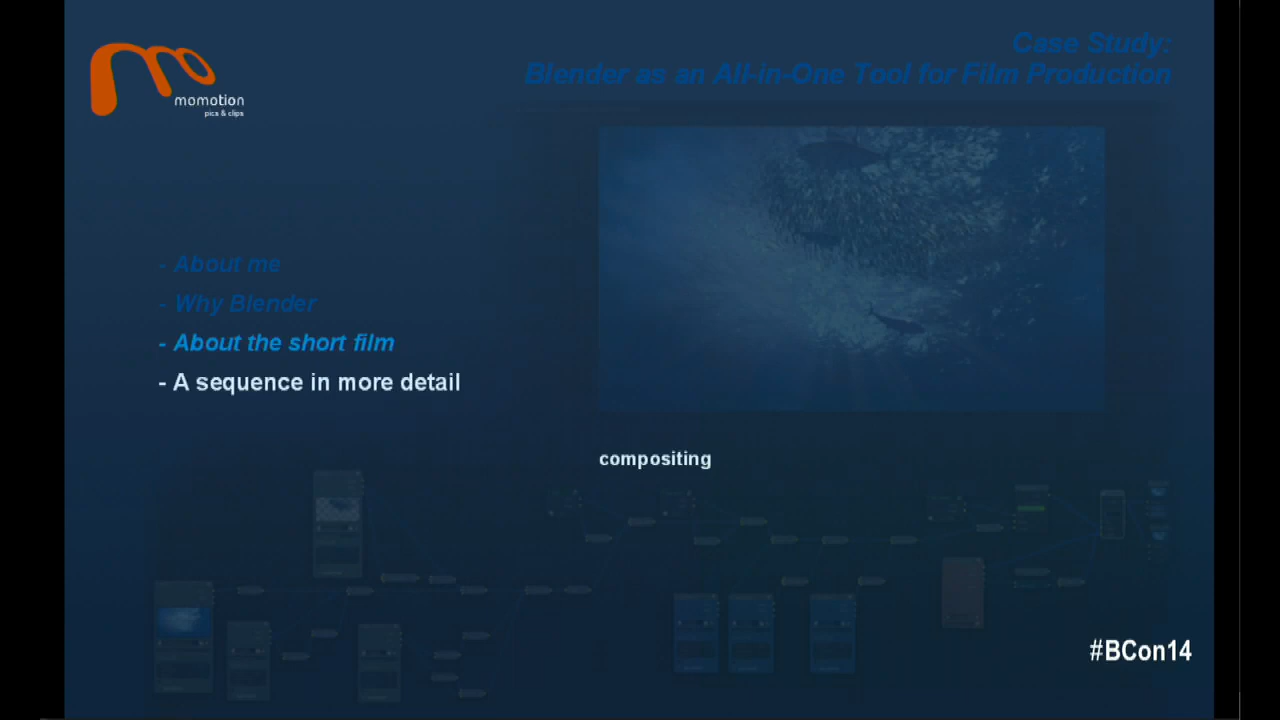 momotion
pics & clips
Case Study:
Blender as an All-in-One Tool for Film Production
- About me
- Why Blender
- About the short film
- A sequence in more detail
compositing
#BCon14